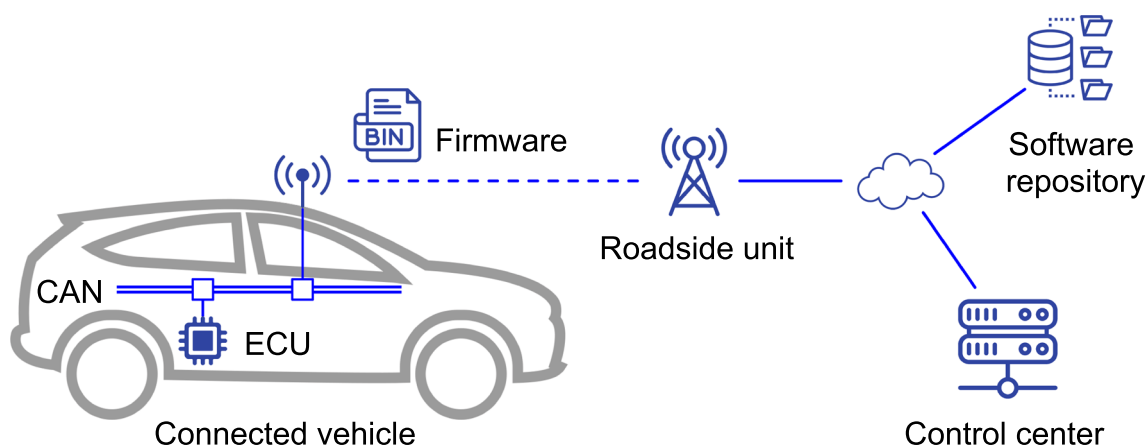 BIN
Firmware
Software
repository
Roadside unit
CAN
ECU
Connected vehicle
Control center